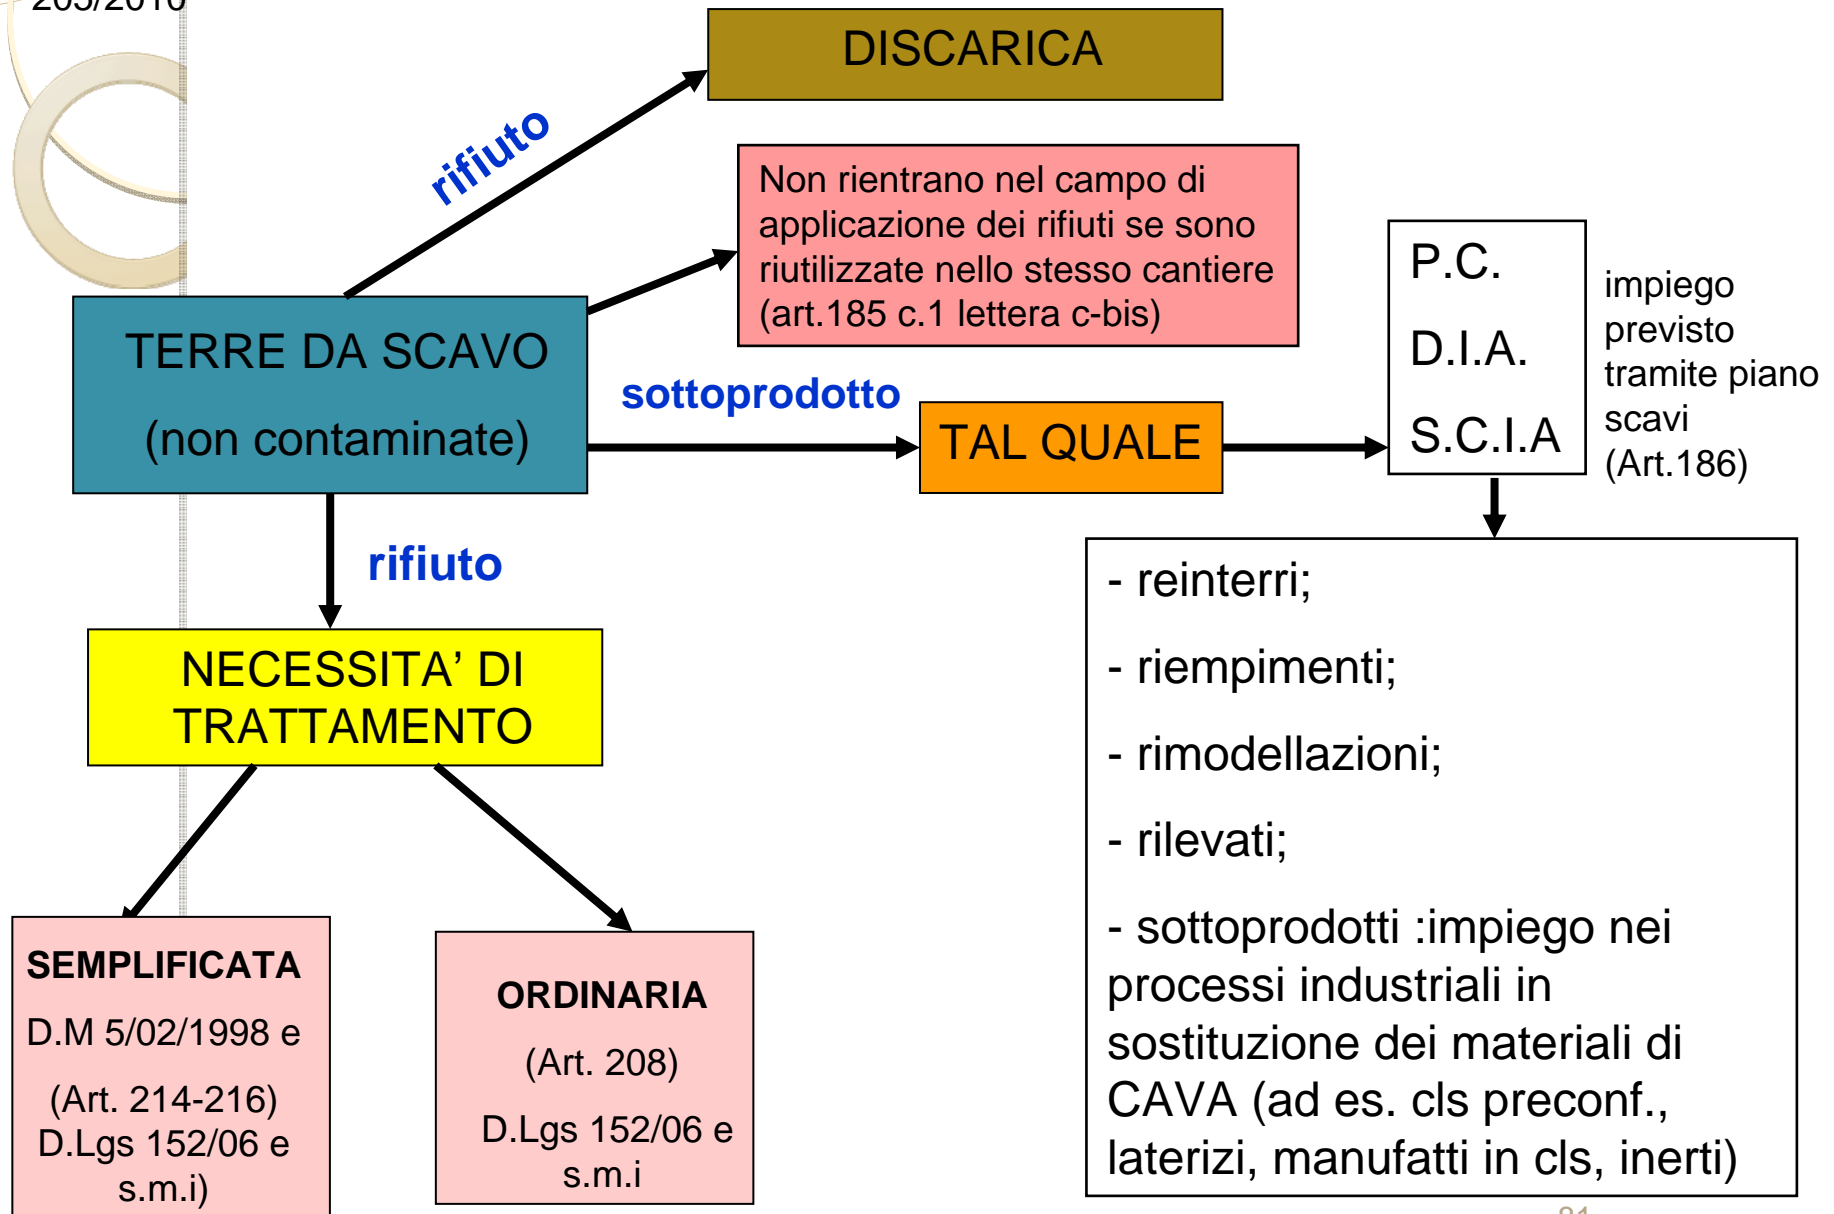 205/2010
DISCARICA
rifiuto
Non rientrano nel campo di
applicazione dei rifiuti se sono
riutilizzate nello stesso cantiere
(art.185 c.1 lettera c-bis)
P.C.
D.I.A.
S.C.I.A
impiego
previsto
tramite piano
scavi
(Art.186)
TERRE DA SCAVO
(non contaminate)
sottoprodotto
TAL QUALE
rifiuto
NECESSITA’ DI
TRATTAMENTO
- reinterri;
- riempimenti;
- rimodellazioni;
- rilevati;
- sottoprodotti :impiego nei
processi industriali in
sostituzione dei materiali di
CAVA (ad es. cls preconf.,
laterizi, manufatti in cls, inerti)
SEMPLIFICATA
D.M 5/02/1998 e
(Art. 214-216)
D.Lgs 152/06 e
s.m.i)
ORDINARIA
(Art. 208)
D.Lgs 152/06 e
s.m.i